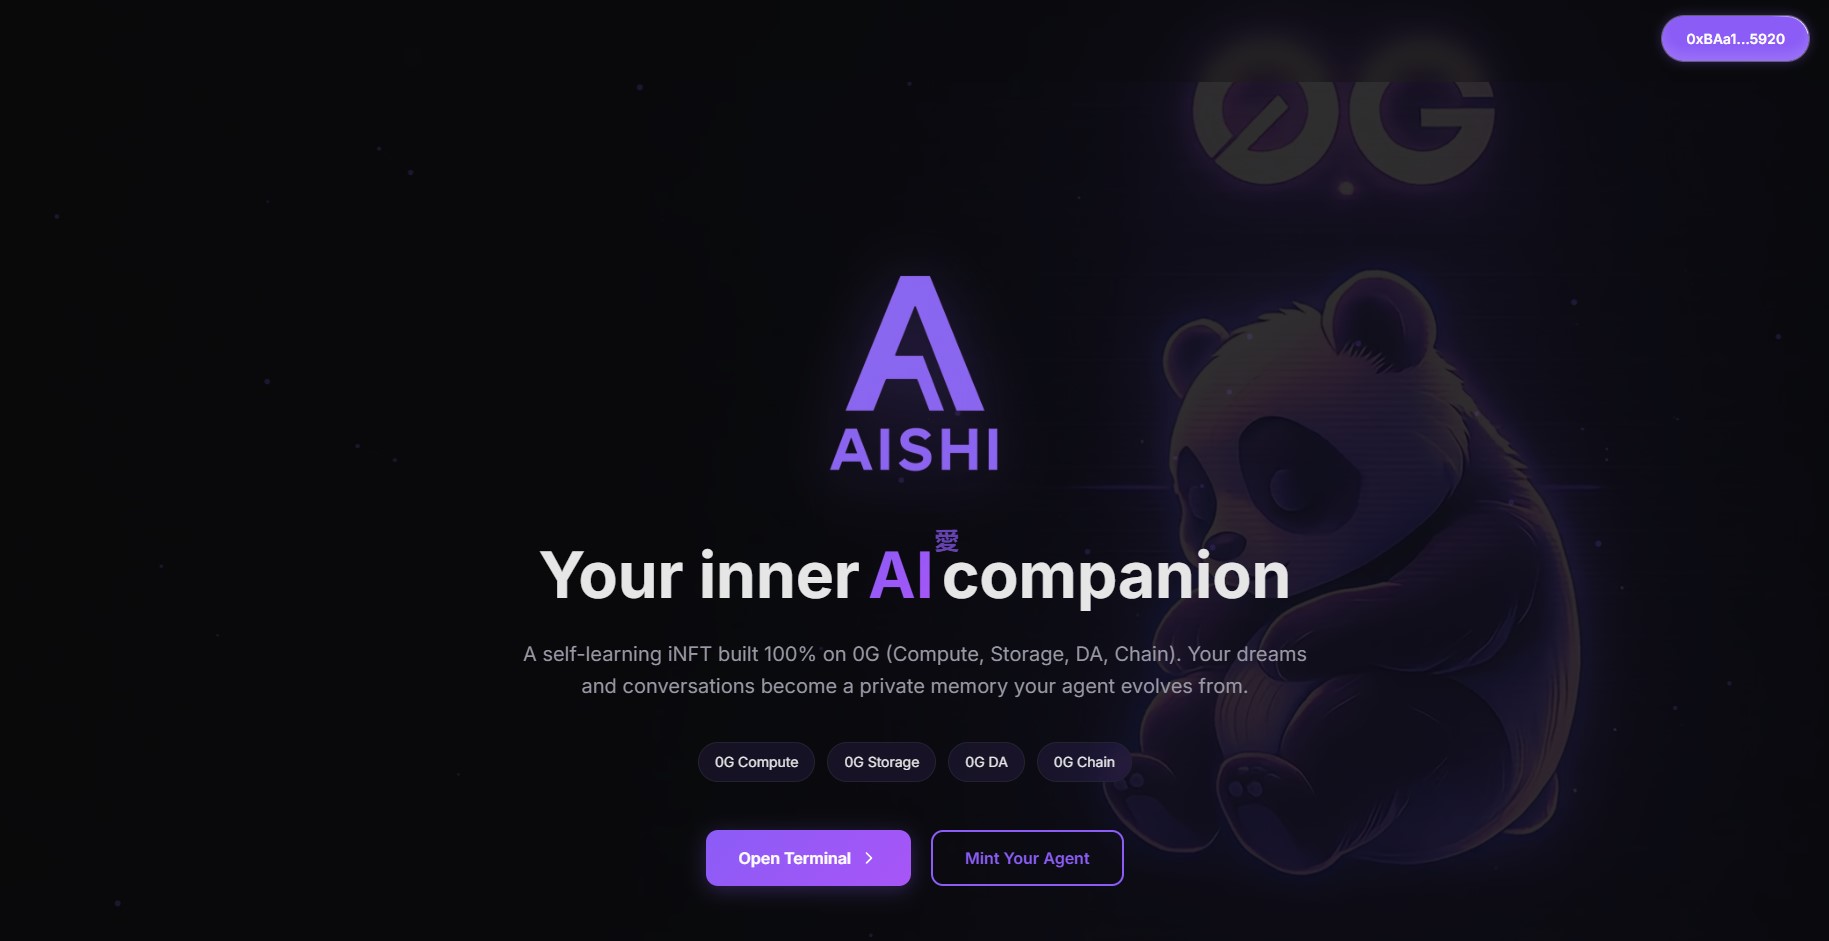 0xBAa1...5920
0G
AISHI
愛
Your inner AI companion
A self-learning iNFT built 100% on 0G (Compute, Storage, DA, Chain). Your dreams
and conversations become a private memory your agent evolves from.
0G Compute
0G Storage
0G DA
0G Chain
Open Terminal
Mint Your Agent